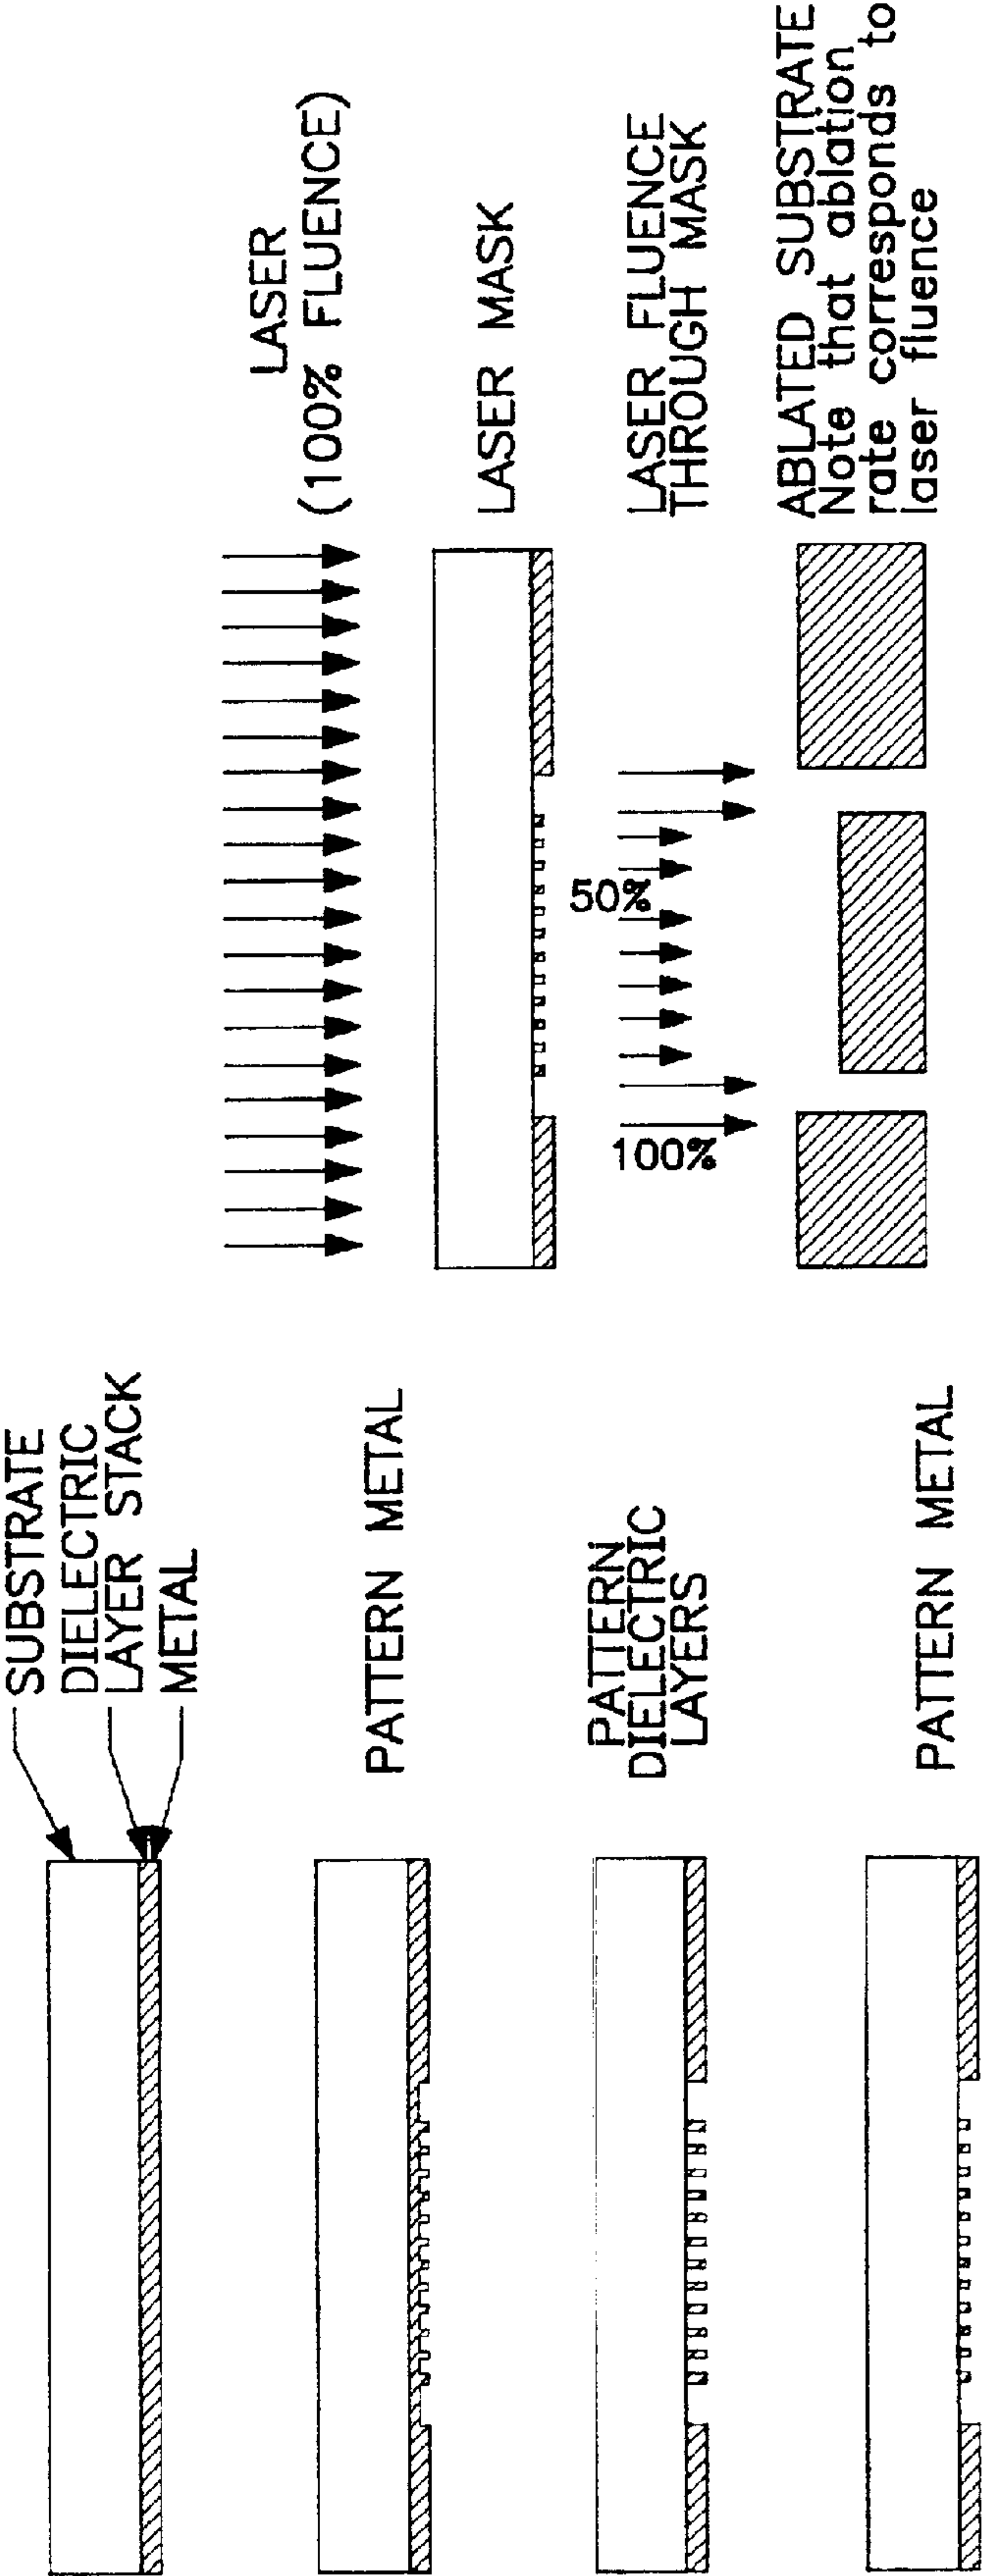 SUBSTRATE
DIELECTRIC
LAYER STACK
METAL
PATTERN METAL
PATTERN
DIELECTRIC
LAYERS
PATTERN METAL
LASER
(100% FLUENCE)
LASER MASK
50%
100%
LASER FLUENCE
THROUGH MASK
ABLATED SUBSTRATE
Note that ablation
rate corresponds to
laser fluence